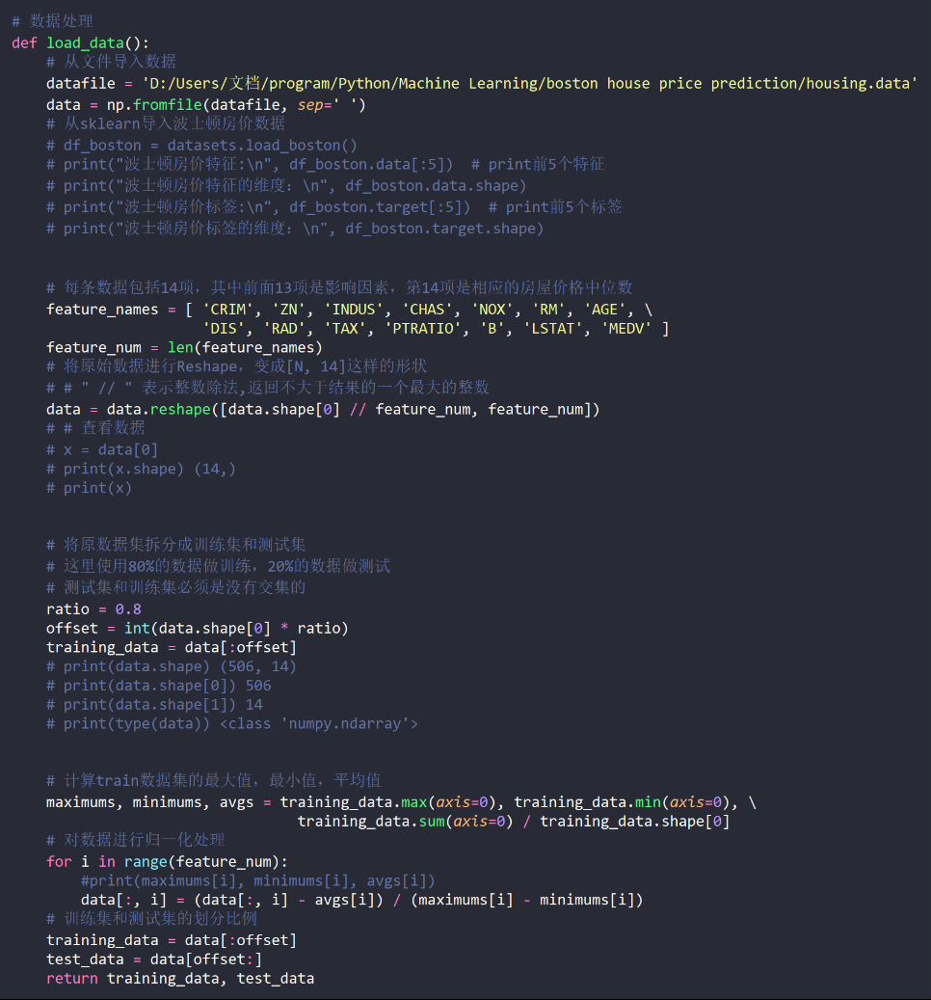 # 数据处理
def load_data():
    # 从文件导入数据
    datafile = 'D:/Users/文档/program/Python/Machine Learning/boston house price prediction/housing.data'
    data = np.fromfile(datafile, sep=' ')
    # 从sklearn导入波士顿房价数据
    # df_boston = datasets.load_boston()
    # print("波士顿房价特征:\n", df_boston.data[:5])  # print前5个特征
    # print("波士顿房价特征的维度：\n", df_boston.data.shape)
    # print("波士顿房价标签:\n", df_boston.target[:5])  # print前5个标签
    # print("波士顿房价标签的维度：\n", df_boston.target.shape)
    # 每条数据包括14项，其中前面13项是影响因素，第14项是相应的房屋价格中位数
    feature_names = [ 'CRIM', 'ZN', 'INDUS', 'CHAS', 'NOX', 'RM', 'AGE', \
                      'DIS', 'RAD', 'TAX', 'PTRATIO', 'B', 'LSTAT', 'MEDV' ]
    feature_num = len(feature_names)
    # 将原始数据进行Reshape，变成[N, 14]这样的形状
    # # " // " 表示整数除法,返回不大于结果的一个最大的整数
    data = data.reshape([data.shape[0] // feature_num, feature_num])
    # # 查看数据
    # x = data[0]
    # print(x.shape) (14,)
    # print(x)
    # 将原数据集拆分成训练集和测试集
    # 这里使用80%的数据做训练，20%的数据做测试
    # 测试集和训练集必须是没有交集的
    ratio = 0.8
    offset = int(data.shape[0] * ratio)
    training_data = data[:offset]
    # print(data.shape) (506, 14)
    # print(data.shape[0]) 506
    # print(data.shape[1]) 14
    # print(type(data)) <class 'numpy.ndarray'>
    # 计算train数据集的最大值，最小值，平均值
    maximums, minimums, avgs = training_data.max(axis=0), training_data.min(axis=0), \
                                 training_data.sum(axis=0) / training_data.shape[0]
    # 对数据进行归一化处理
    for i in range(feature_num):
        #print(maximums[i], minimums[i], avgs[i])
        data[:, i] = (data[:, i] - avgs[i]) / (maximums[i] - minimums[i])
    # 训练集和测试集的划分比例
    training_data = data[:offset]
    test_data = data[offset:]
    return training_data, test_data